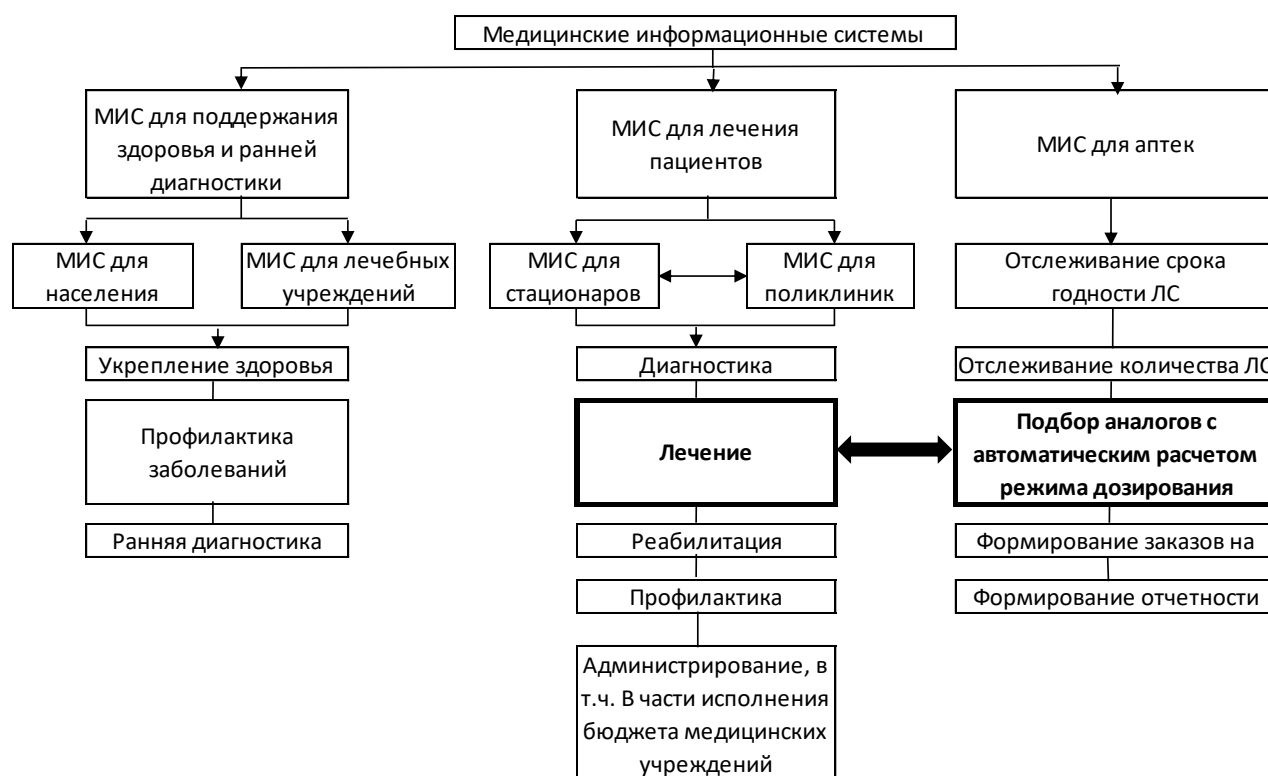 Медицинские информационные системы
МИС для поддержания
здоровья и ранней
диагностики
МИС для лечения
пациентов
МИС для аптек
МИС для
населения
МИС для лечебных
учреждений
МИС для
стационаров
МИС для
поликлиник
Отслеживание срока
годности ЛС
Укрепление здоровья
Диагностика
Отслеживание количества ЛС
Профилактика
заболеваний
Лечение
Подбор аналогов с
автоматическим расчетом
режима дозирования
Ранняя диагностика
Реабилитация
Формирование заказов на
Профилактика
Формирование отчетности
Администрирование, в
т.ч. В части исполнения
бюджета медицинских
учреждений